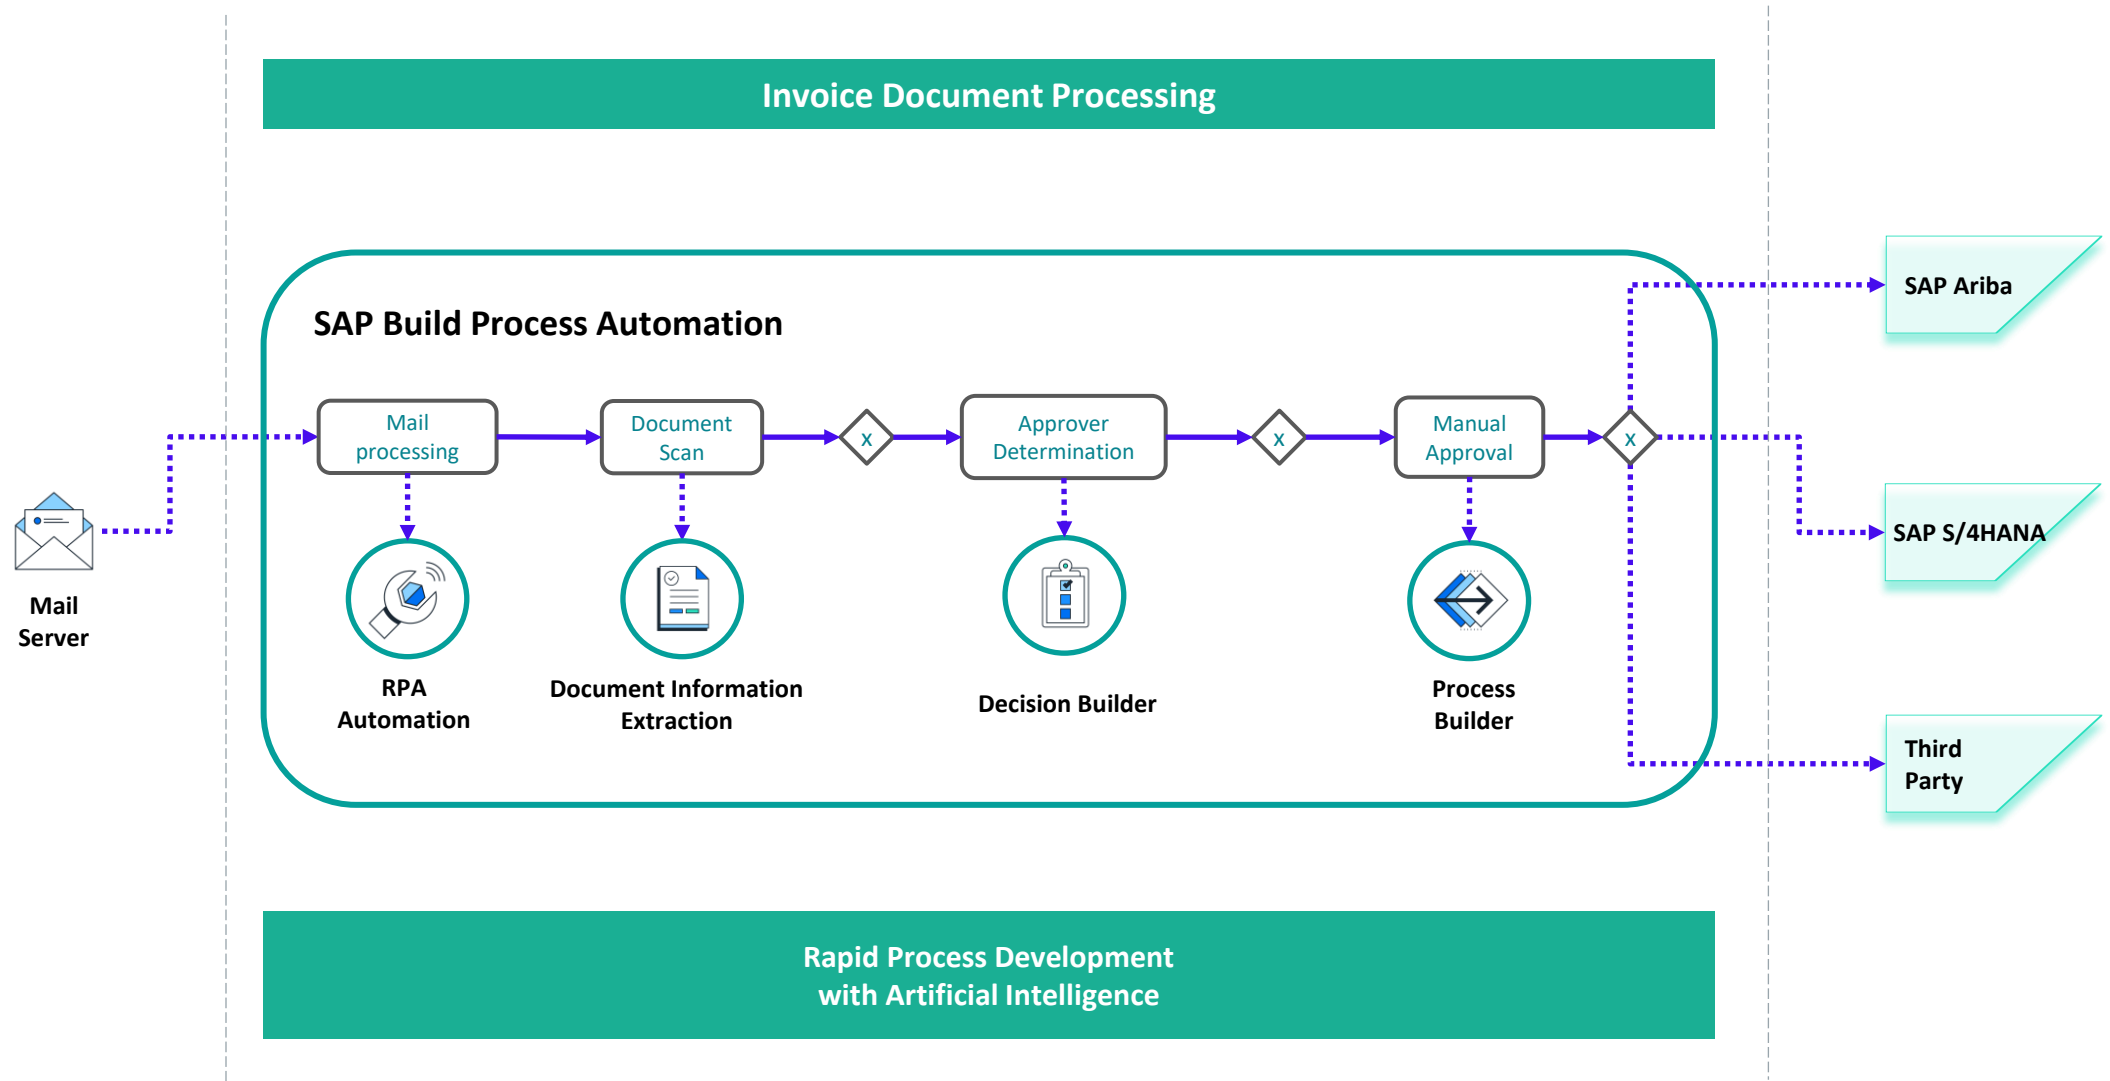 Invoice Document Processing
SAP Build Process Automation
Mail
processing
Document
Scan
x
Approver
Determination
x
Manual
Approval
x
SAP Ariba
SAP S/4HANA
Third
Party
Mail
Server
RPA
Automation
Document Information
Extraction
Decision Builder
Process
Builder
Rapid Process Development
with Artificial Intelligence